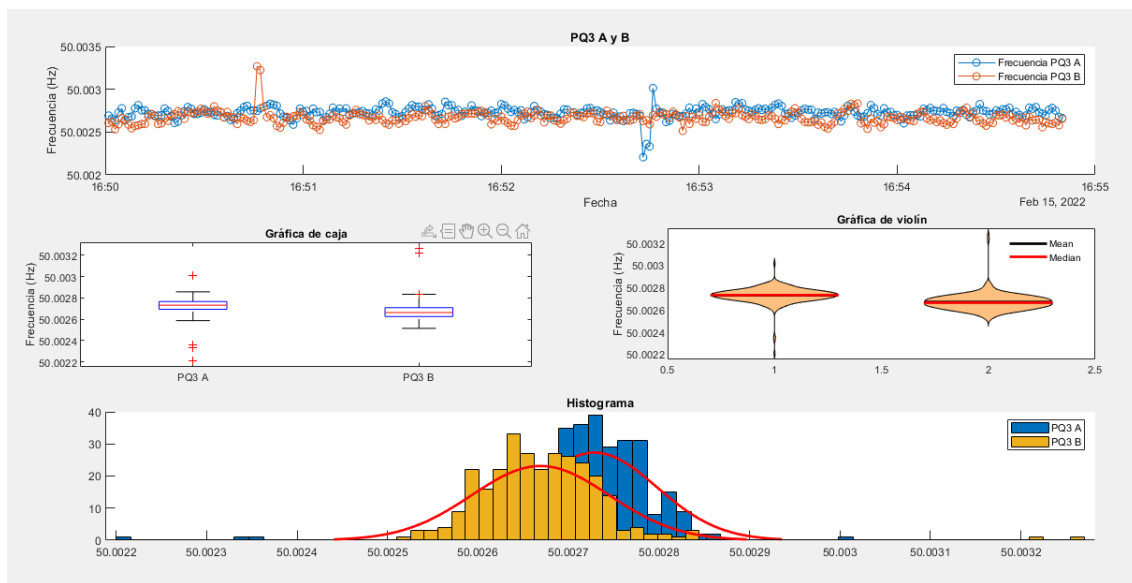 PQ3 A y B
50.0035
50.003
50.0025
50.002
Frecuencia (Hz)
Frecuencia PQ3 A
Frecuencia PQ3 B
16:50 16:51 16:52 16:53 16:54 16:55
Fecha
Feb 15, 2022
Gráfica de caja
50.0032
50.003
50.0028
50.0026
50.0024
50.0022
Frecuencia (Hz)
PQ3 A PQ3 B
Gráfica de violín
50.0032
50.003
50.0028
50.0026
50.0024
50.0022
Frecuencia (Hz)
Mean
Median
0.5 1 1.5 2 2.5
Histograma
40
30
20
10
0
PQ3 A
PQ3 B
50.0022 50.0023 50.0024 50.0025 50.0026 50.0027 50.0028 50.0029 50.003 50.0031 50.0032